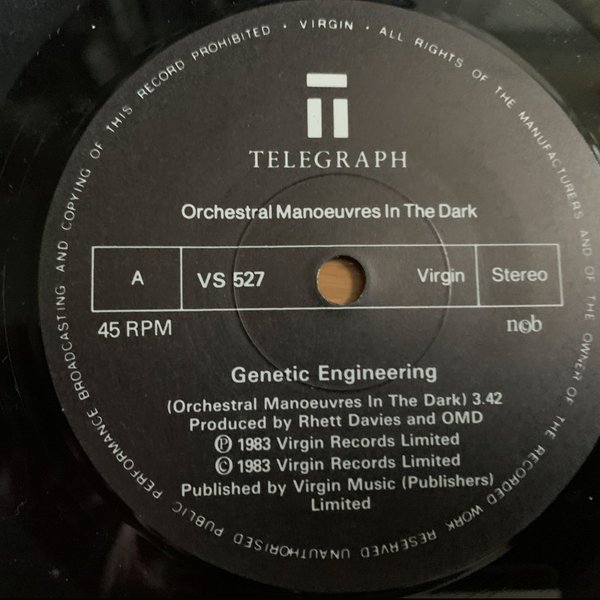 TELEGRAPH
Orchestral Manoeuvres In The Dark
A
VS 527
Virgin
Stereo
45 RPM
ncb
Genetic Engineering
(Orchestral Manoeuvres In The Dark) 3.42
Produced by Rhett Davies and OMD
Ⓟ 1983 Virgin Records Limited
© 1983 Virgin Records Limited
Published by Virgin Music (Publishers)
Limited
· VIRGIN · ALL RIGHTS OF THE MANUFACTURERS AND OF THE OWNER OF THE RECORDED WORK RESERVED UNAUTHORISED PUBLIC PERFORMANCE BROADCASTING AND COPYING OF THIS RECORD PROHIBITED